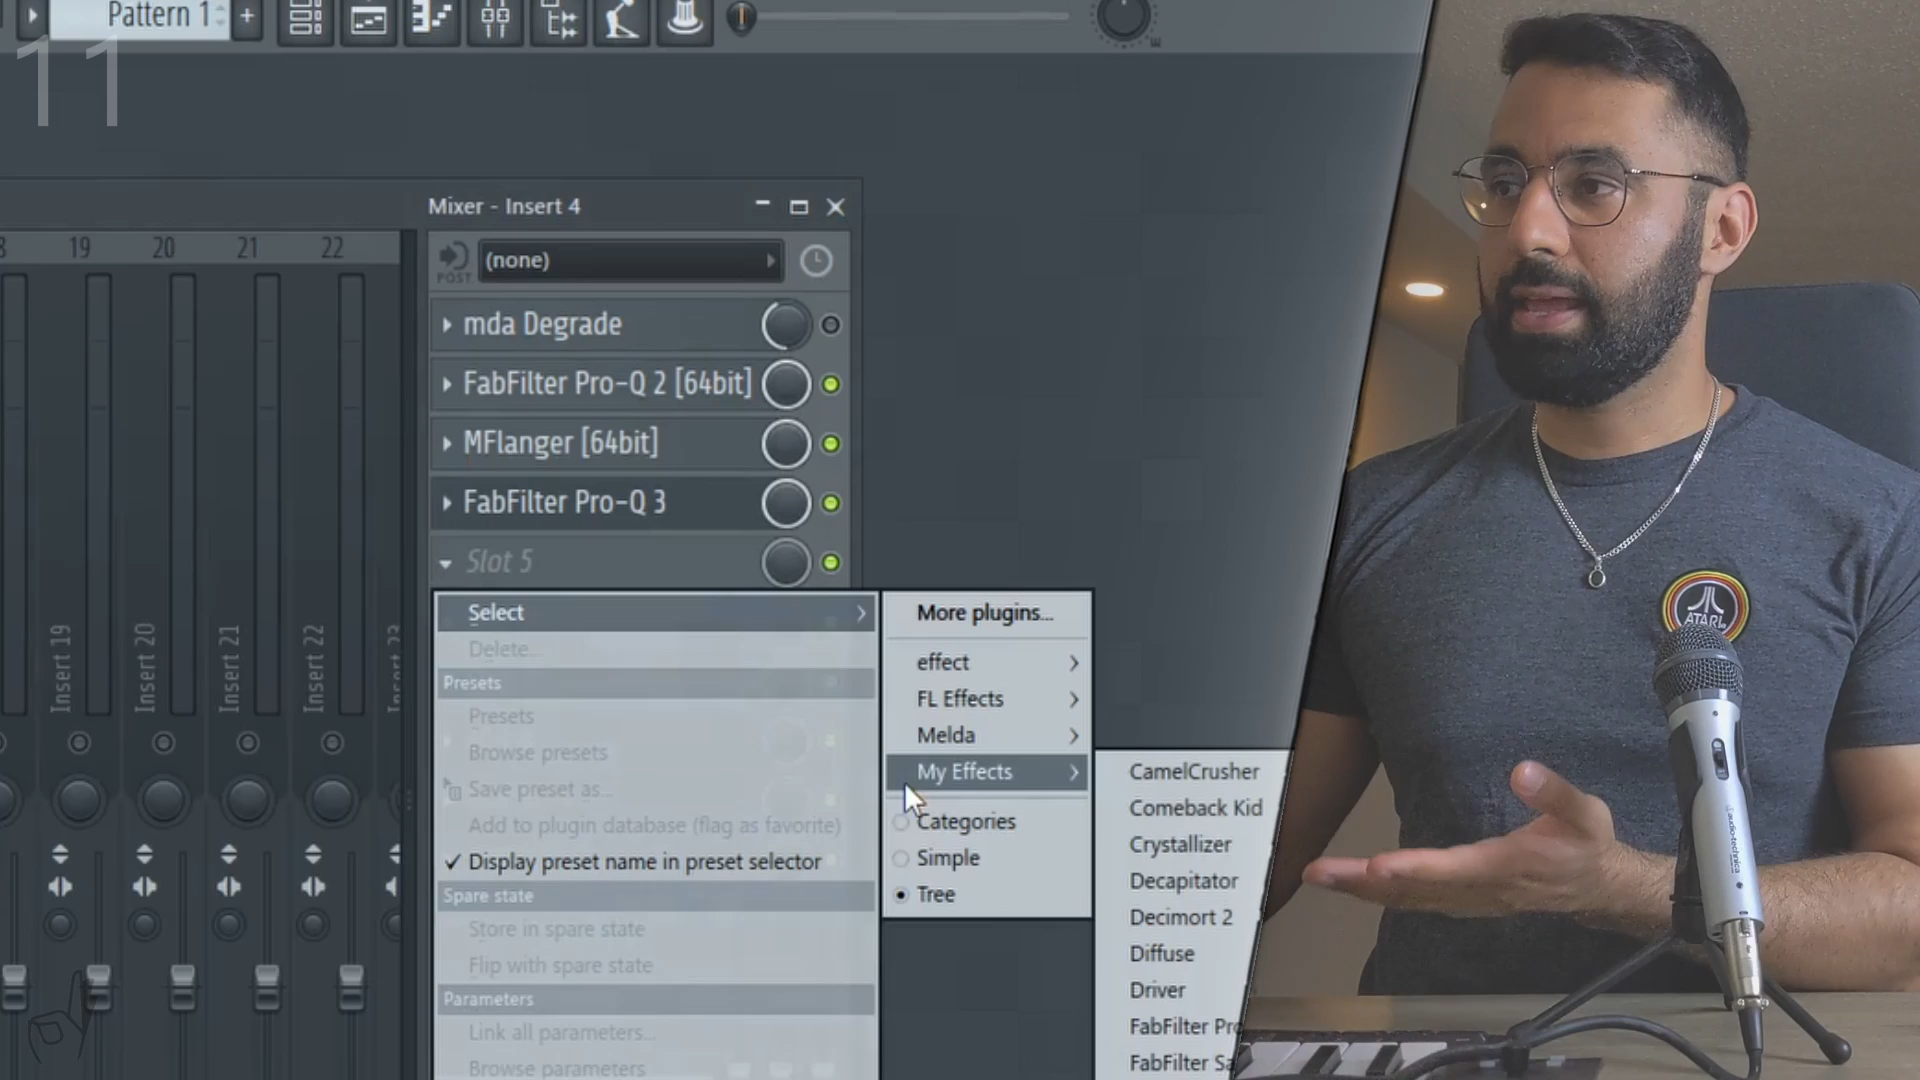 Pattern 1
11
Mixer - Insert 4
19 20 21 22
POST
(none)
mda Degrade
FabFilter Pro-Q 2 [64bit]
MFlanger [64bit]
FabFilter Pro-Q 3
Slot 5
Insert 19
Insert 20
Insert 21
Insert 22
Select
Delete...
Presets
Presets
Browse presets
Save preset as...
Add to plugin database (flag as favorite)
Display preset name in preset selector
Spare state
Store in spare state
Flip with spare state
Parameters
Link all parameters...
Browse parameters
More plugins...
effect
FL Effects
Melda
My Effects
Categories
Simple
Tree
CamelCrusher
Comeback Kid
Crystallizer
Decapitator
Decimort 2
Diffuse
Driver
FabFilter
FabFilter
ATARI
audio-technica